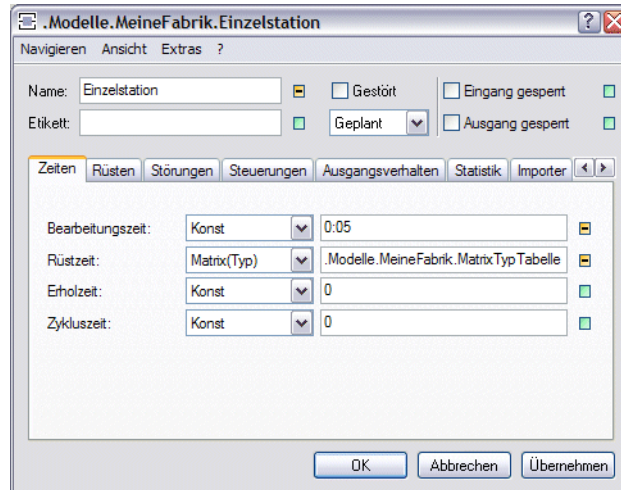 .Modelle.MeineFabrik.Einzelstation
Navigieren Ansicht Extras ?
Name: Einzelstation Gestört Eingang gesperrt
Etikett: Geplant Ausgang gesperrt
Zeiten Rüsten Störungen Steuerungen Ausgangsverhalten Statistik Importer
Bearbeitungszeit: Konst 0:05
Rüstzeit: Matrix(Typ) .Modelle.MeineFabrik.MatrixTypTabelle
Erholzeit: Konst 0
Zykluszeit: Konst 0
OK Abbrechen Übernehmen